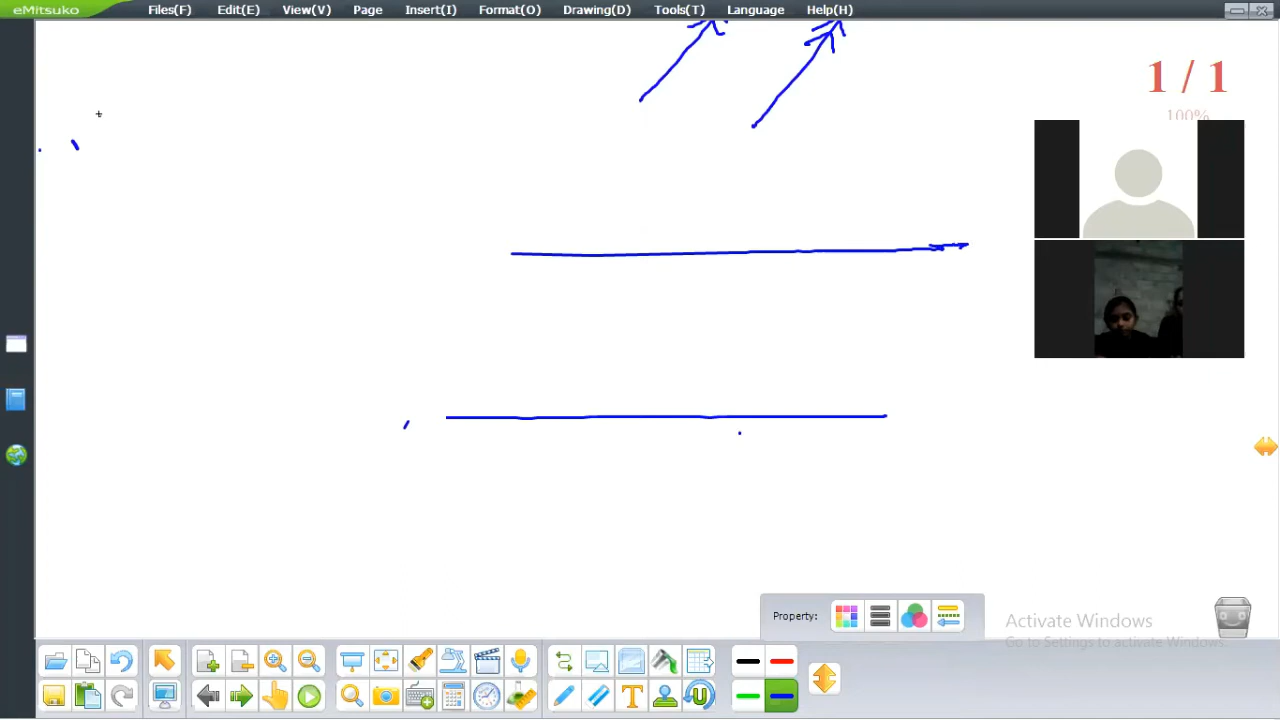 eMitsuko Files(F) Edit(E) View(V) Page Insert(I) Format(O) Drawing(D) Tools(T) Language Help(H)
1 / 1
100%
Property:
Activate Windows
Go to Settings to activate Windows.